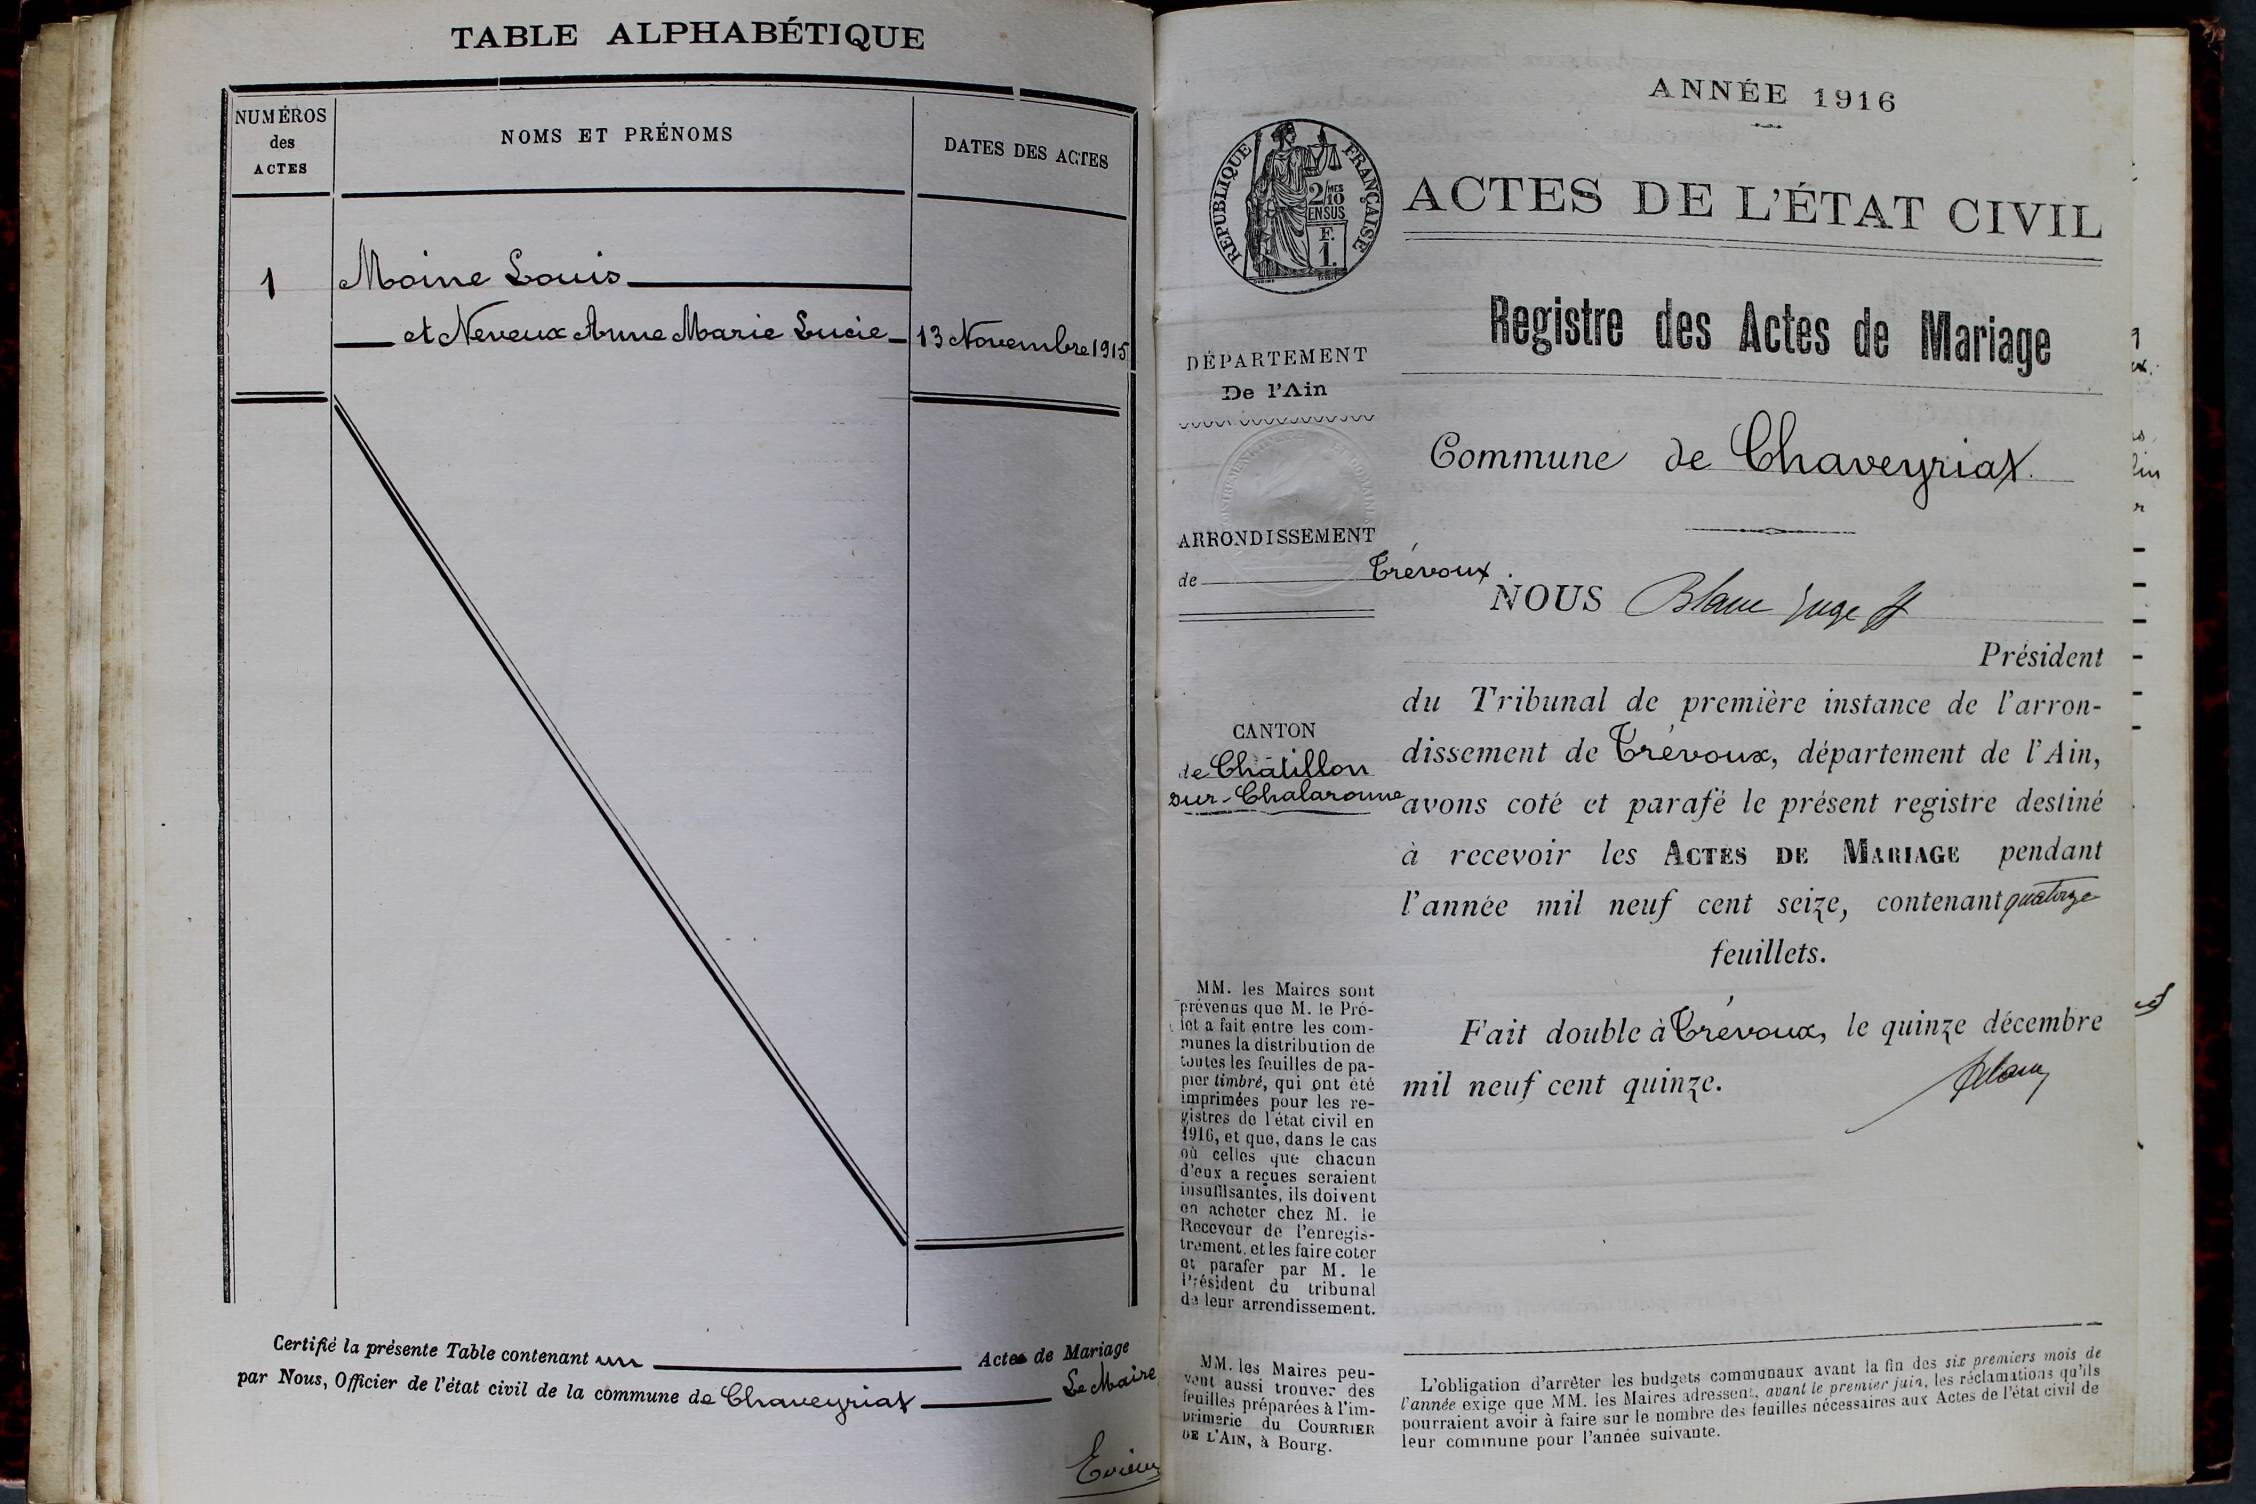 TABLE ALPHABÉTIQUE
NUMÉROS
des
ACTES
NOMS ET PRÉNOMS
DATES DES ACTES
1
Moine Louis
et Neveux Anne Marie Lucie
13 Novembre 1915
Certifié la présente Table contenant un Acte de Mariage
par Nous, Officier de l'état civil de la commune de Chaveyriat
Le Maire
ANNÉE 1916
RÉPUBLIQUE FRANÇAISE
2/10 MES
EN SUS
F.
1.
ACTES DE L'ÉTAT CIVIL
Registre des Actes de Mariage
DÉPARTEMENT
De l'Ain
Commune de Chaveyriat.
ARRONDISSEMENT
de Trévoux
NOUS Blanc Juge ff
Président
du Tribunal de première instance de l'arron-
dissement de Trévoux, département de l'Ain,
avons coté et parafé le présent registre destiné
à recevoir les ACTES DE MARIAGE pendant
l'année mil neuf cent seize, contenant quatorze
feuillets.
Fait double à Trévoux, le quinze décembre
mil neuf cent quinze.
CANTON
de Châtillon
sur-Chalaronne
MM. les Maires sont
prévenus que M. le Pré-
fet a fait entre les com-
munes la distribution de
toutes les feuilles de pa-
pier timbré, qui ont été
imprimées pour les re-
gistres de l'état civil en
1916, et que, dans le cas
où celles que chacun
d'eux a reçues seraient
insuffisantes, ils doivent
en acheter chez M. le
Receveur de l'enregis-
trement, et les faire coter
et parafer par M. le
Président du tribunal
de leur arrondissement.
MM. les Maires peu-
vent aussi trouver des
feuilles préparées à l'im-
primerie du COURRIER
DE L'AIN, à Bourg.
L'obligation d'arrêter les budgets communaux avant la fin des six premiers mois de
l'année exige que MM. les Maires adressent, avant le premier juin, les réclamations qu'ils
pourraient avoir à faire sur le nombre des feuilles nécessaires aux Actes de l'état civil de
leur commune pour l'année suivante.